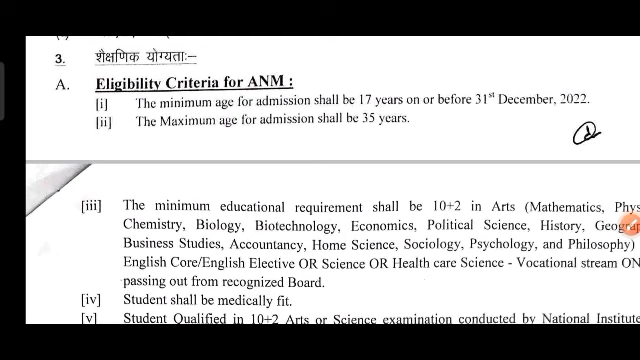 3. शैक्षणिक योग्यताः–
A. Eligibility Criteria for ANM :
[i] The minimum age for admission shall be 17 years on or before 31st December, 2022.
[ii] The Maximum age for admission shall be 35 years.
[iii] The minimum educational requirement shall be 10+2 in Arts (Mathematics,
Chemistry, Biology, Biotechnology, Economics, Political Science, History,
Business Studies, Accountancy, Home Science, Sociology, Psychology, and Philosophy)
English Core/English Elective OR Science OR Health care Science - Vocational stream
passing out from recognized Board.
[iv] Student shall be medically fit.
[v] Student Qualified in 10+2 Arts or Science examination conducted by National Institute